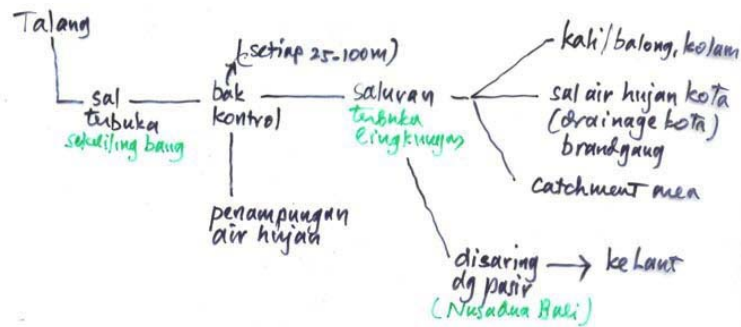 Talang
(setiap 25-100m)
sal
terbuka
sekeliling bang
bak
kontrol
saluran
terbuka
lingkungan
kali/balong, kolam
sal air hujan kota
(drainage kota)
brandgang
catchment area
penampungan
air hujan
disaring
dg pasir
(Nusadua Bali)
ke Laut